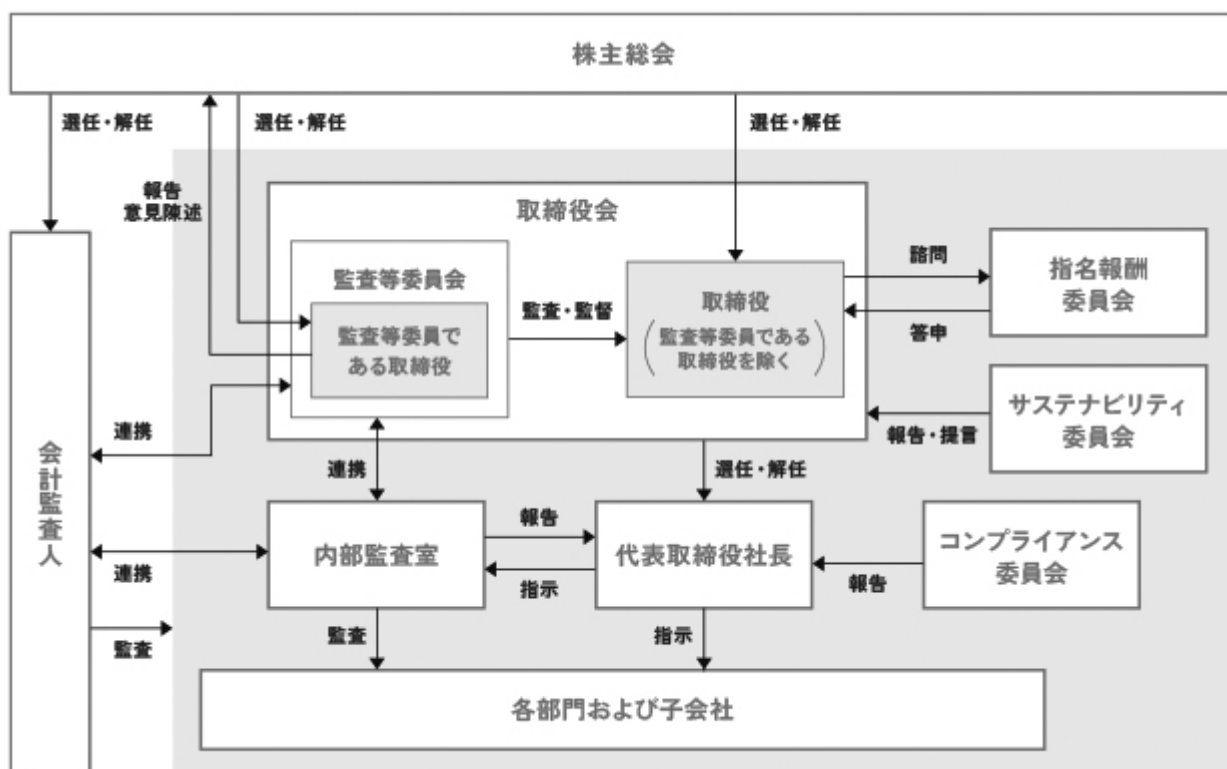 株主総会
選任・解任
選任・解任
選任・解任
報告
意見陳述
取締役会
監査等委員会
監査等委員で
ある取締役
監査・監督
取締役
監査等委員である
取締役を除く
諮問
答申
指名報酬
委員会
サステナビリティ
委員会
報告・提言
連携
連携
選任・解任
会計監査人
内部監査室
報告
指示
代表取締役社長
報告
コンプライアンス
委員会
連携
監査
監査
指示
各部門および子会社